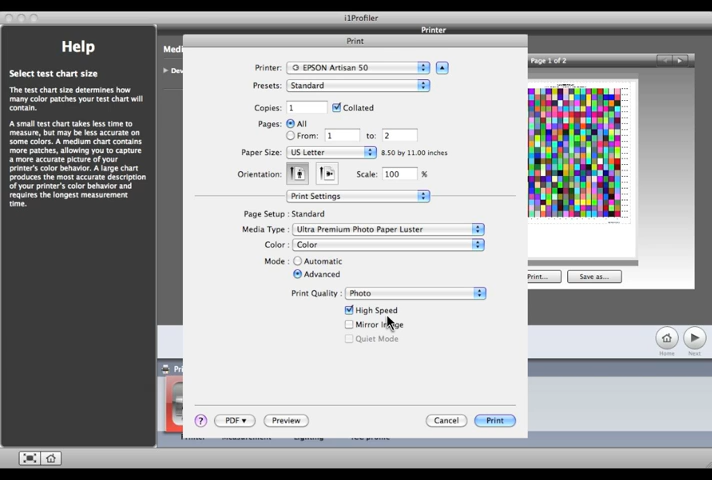 i1Profiler
Printer
Help
Select test chart size
The test chart size determines how
many color patches your test chart will
contain.
A small test chart takes less time to
measure, but may be less accurate on
some colors. A medium chart contains
more patches, allowing you to capture
a more accurate picture of your
printer's color behavior. A large chart
produces the most accurate description
of your printer's color behavior and
requires the longest measurement
time.
Print
Printer: EPSON Artisan 50
Presets: Standard
Copies: 1 Collated
Pages: All
From: 1 to: 2
Paper Size: US Letter 8.50 by 11.00 inches
Orientation: Scale: 100 %
Print Settings
Page Setup : Standard
Media Type : Ultra Premium Photo Paper Luster
Color : Color
Mode : Automatic
Advanced
Print Quality : Photo
High Speed
Mirror Image
Quiet Mode
? PDF Preview Cancel Print
Page 1 of 2
Print... Save as...
Home Next